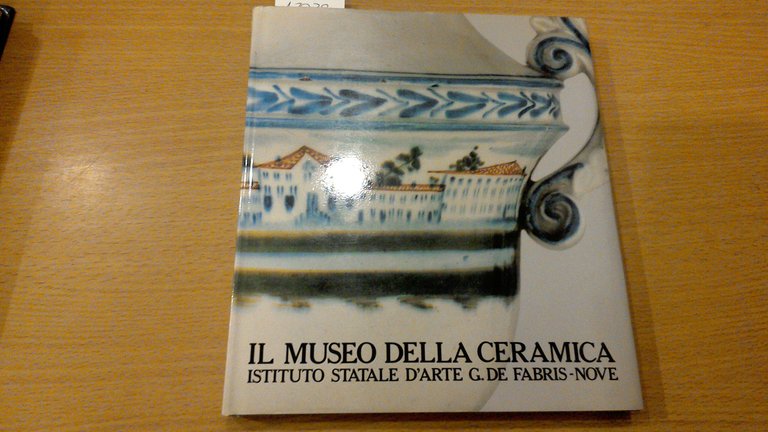 IL MUSEO DELLA CERAMICA
ISTITUTO STATALE D'ARTE G. DE FABRIS-NOVE